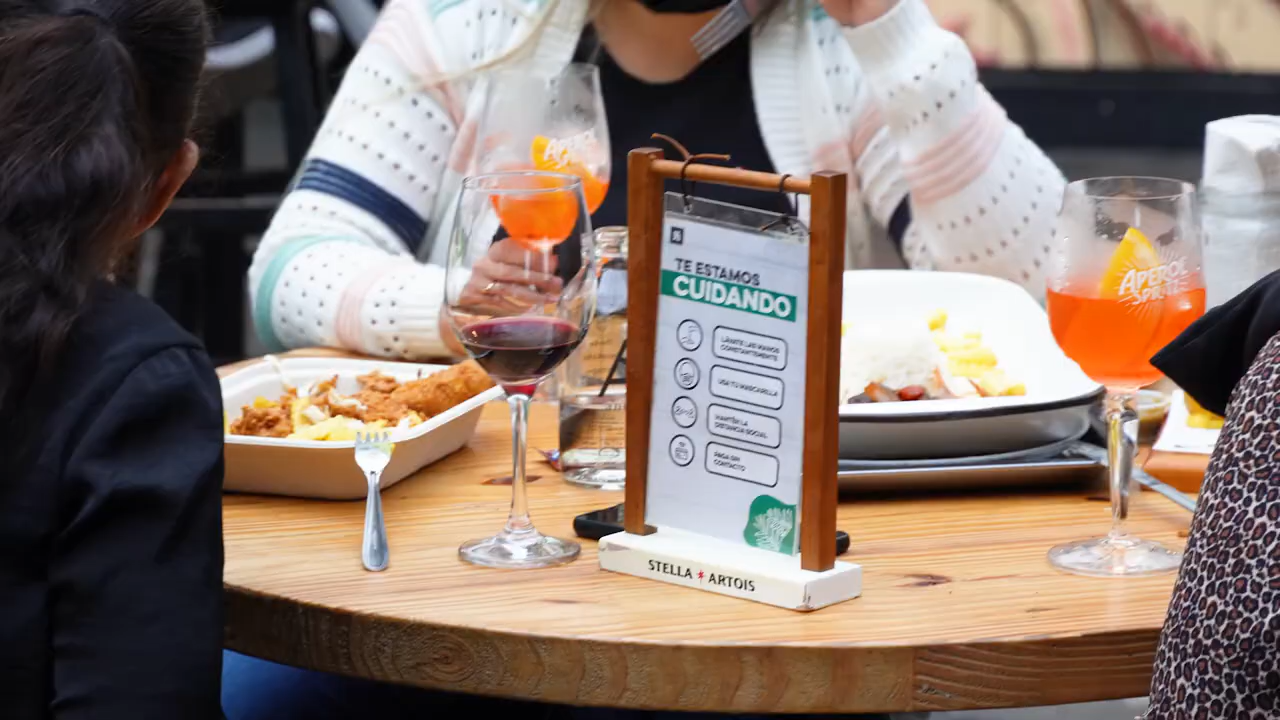 APEROL
TE ESTAMOS
CUIDANDO
LÁVATE LAS MANOS
CONSTANTEMENTE
USA TU MASCARILLA
MANTÉN LA
DISTANCIA SOCIAL
PAGA SIN
CONTACTO
STELLA ARTOIS
APEROL
SPRITZ